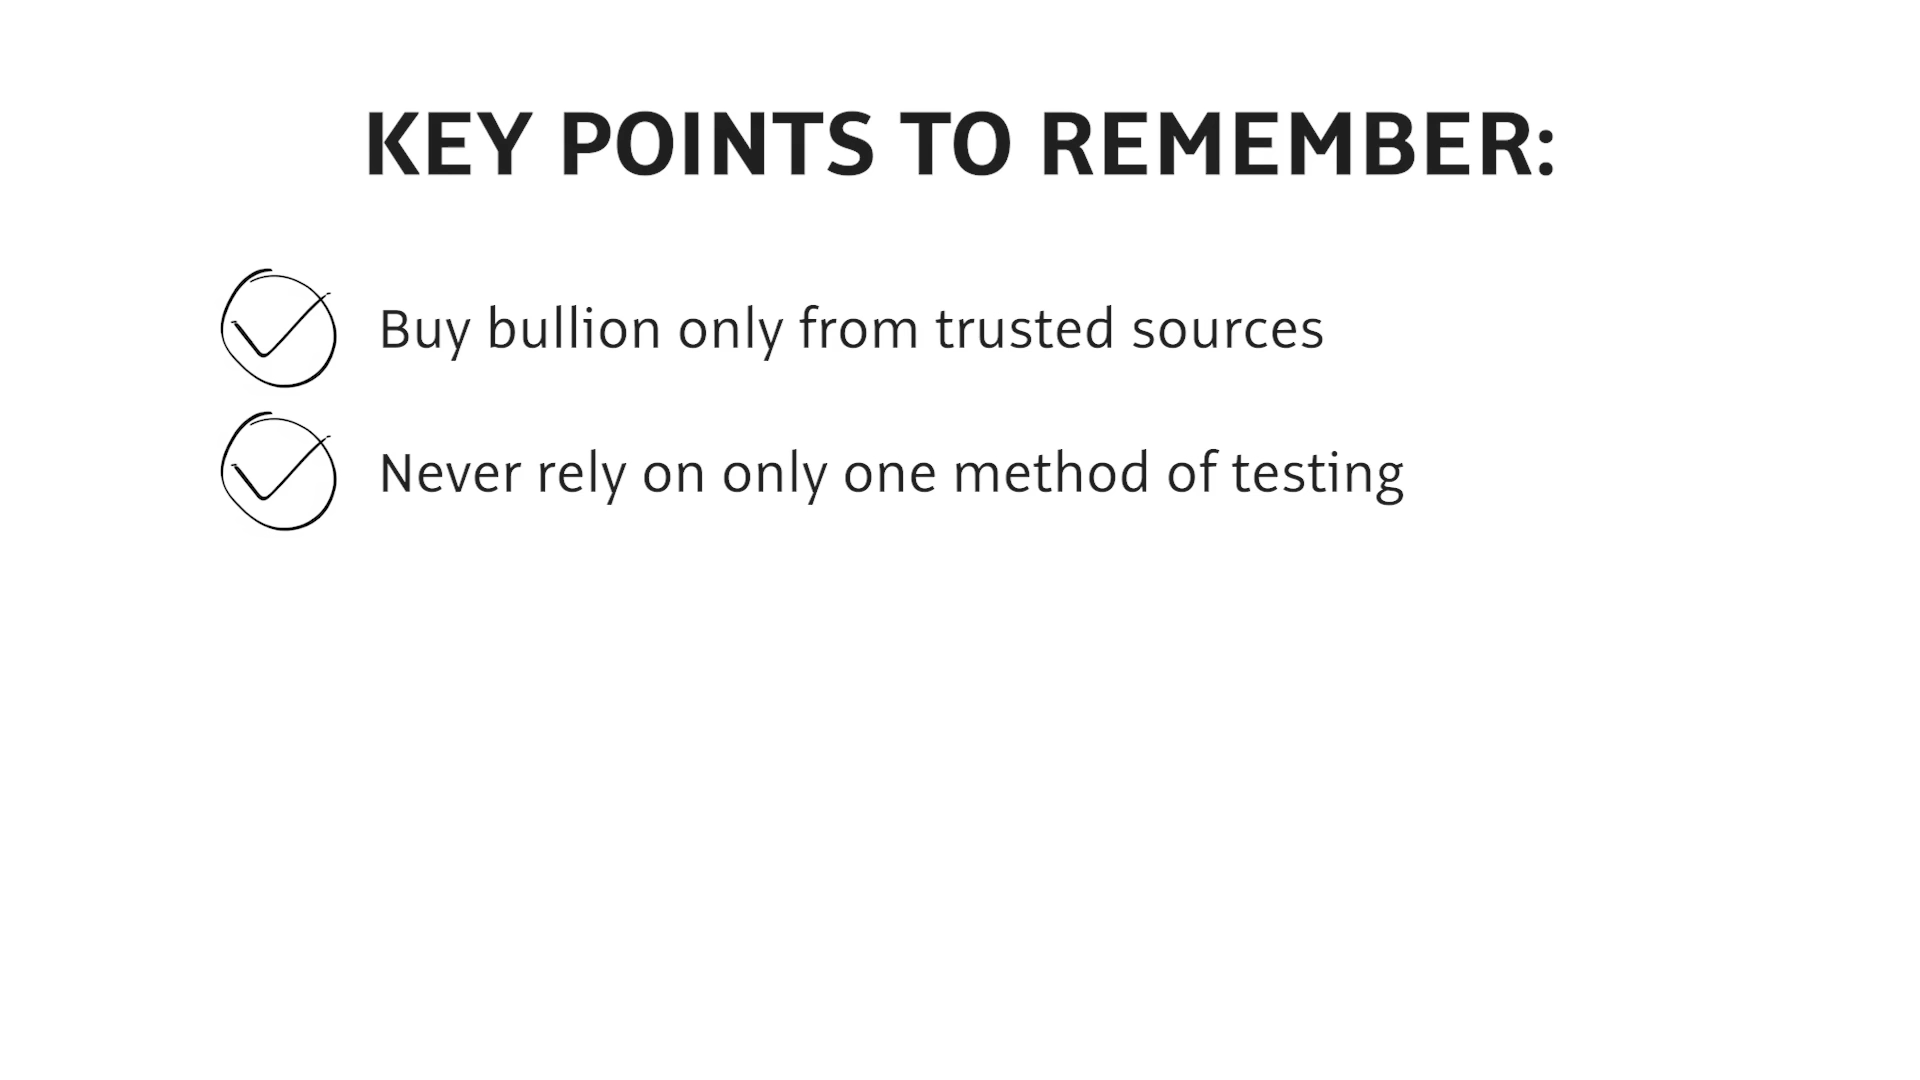 KEY POINTS TO REMEMBER:
Buy bullion only from trusted sources
Never rely on only one method of testing